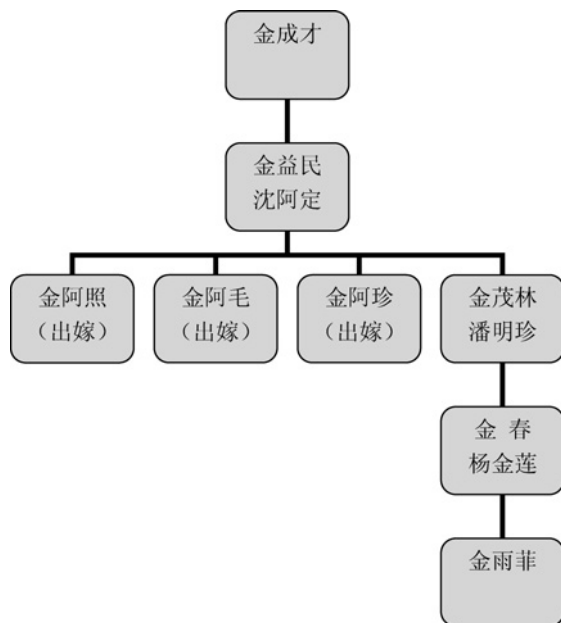 金成才
金益民
沈阿定
金阿照
（出嫁）
金阿毛
（出嫁）
金阿珍
（出嫁）
金茂林
潘明珍
金 春
杨金莲
金雨菲